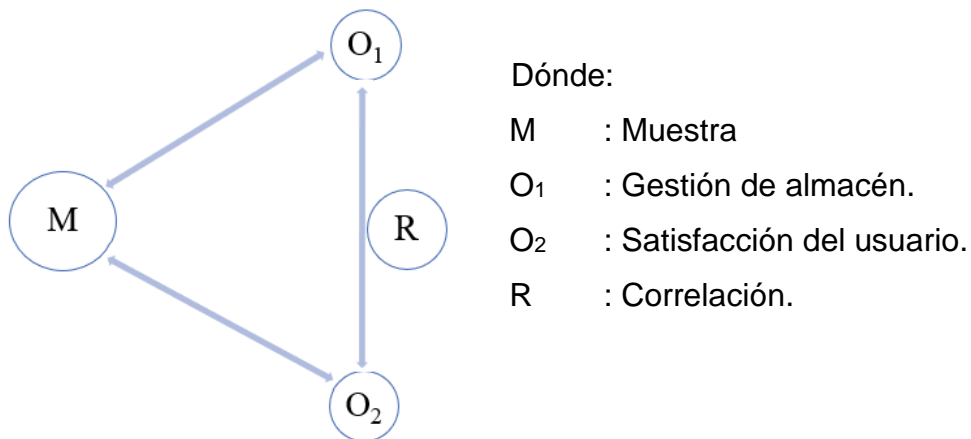 O₁
M
R
O₂
Dónde:
M : Muestra
O₁ : Gestión de almacén.
O₂ : Satisfacción del usuario.
R : Correlación.